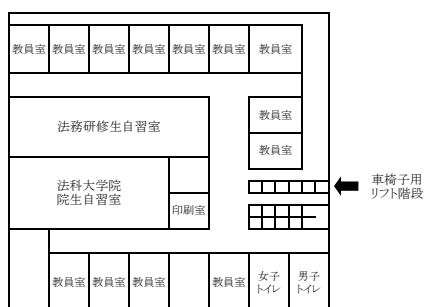 教員室 教員室 教員室 教員室 教員室 教員室 教員室
法務研修生自習室
教員室
教員室
法科大学院
院生自習室
印刷室
車椅子用
リフト階段
教員室 教員室 教員室 教員室
女子
トイレ
男子
トイレ